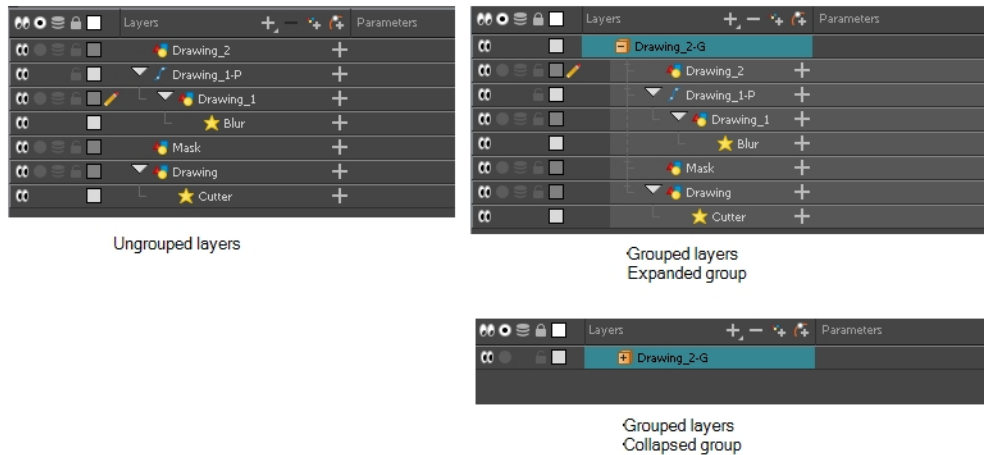 Layers Parameters
Drawing_2
Drawing_1-P
Drawing_1
Blur
Mask
Drawing
Cutter
Ungrouped layers
Layers Parameters
Drawing_2-G
Drawing_2
Drawing_1-P
Drawing_1
Blur
Mask
Drawing
Cutter
Grouped layers
Expanded group
Layers Parameters
Drawing_2-G
Grouped layers
Collapsed group